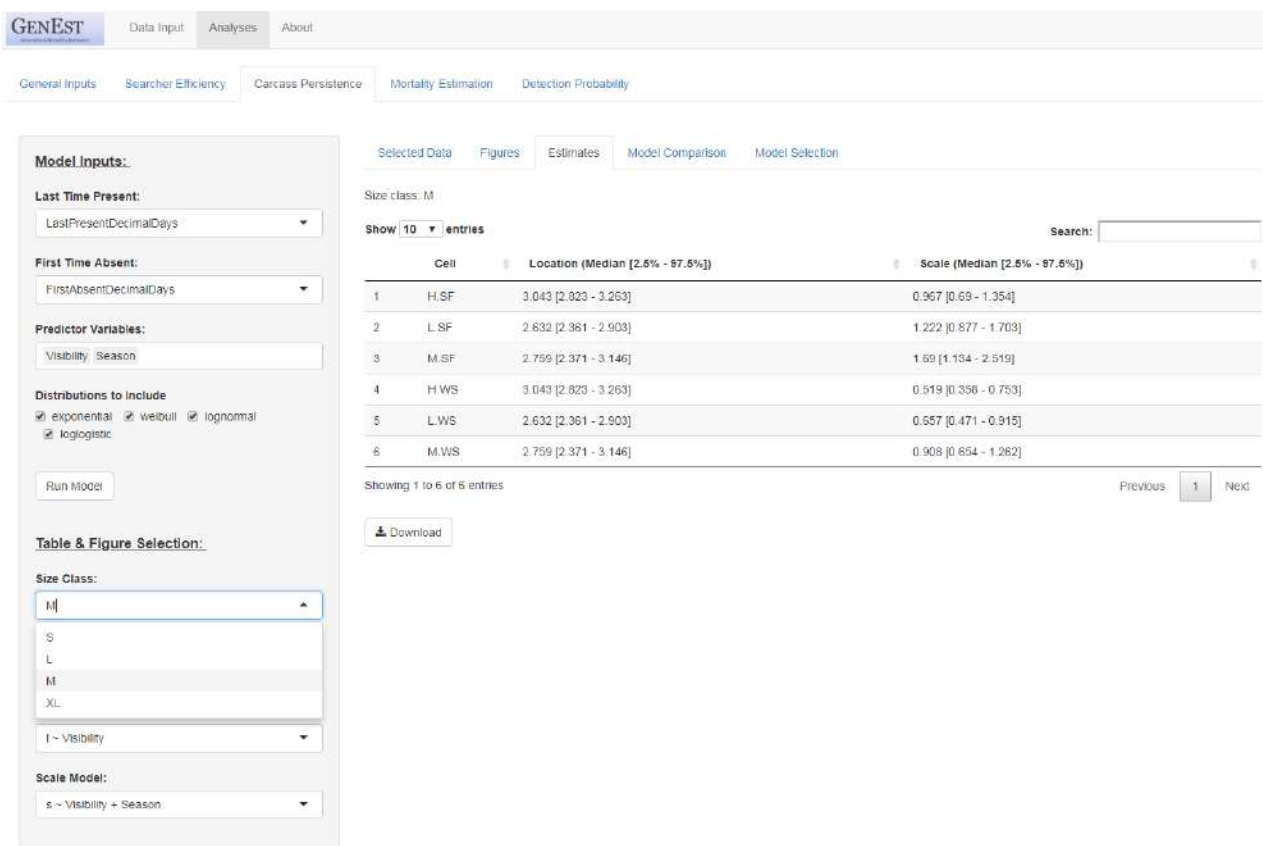 GENEST
Data Input Analyses About
General Inputs Searcher Efficiency Carcass Persistence Mortality Estimation Detection Probability
Model Inputs:
Last Time Present:
LastPresentDecimalDays
First Time Absent:
FirstAbsentDecimalDays
Predictor Variables:
Visibility Season
Distributions to Include
exponential weibull lognormal
loglogistic
Run Model
Table & Figure Selection:
Size Class:
M
S
L
M
XL
l ~ Visibility
Scale Model:
s ~ Visibility + Season
Selected Data Figures Estimates Model Comparison Model Selection
Size class: M
Show 10 entries Search:
Cell Location (Median [2.5% - 97.5%]) Scale (Median [2.5% - 97.5%])
1 H.SF 3.043 [2.823 - 3.263] 0.967 [0.69 - 1.354]
2 L.SF 2.632 [2.361 - 2.903] 1.222 [0.877 - 1.703]
3 M.SF 2.759 [2.371 - 3.146] 1.69 [1.134 - 2.519]
4 H.WS 3.043 [2.823 - 3.263] 0.519 [0.358 - 0.753]
5 L.WS 2.632 [2.361 - 2.903] 0.657 [0.471 - 0.915]
6 M.WS 2.759 [2.371 - 3.146] 0.908 [0.654 - 1.262]
Showing 1 to 6 of 6 entries Previous 1 Next
Download